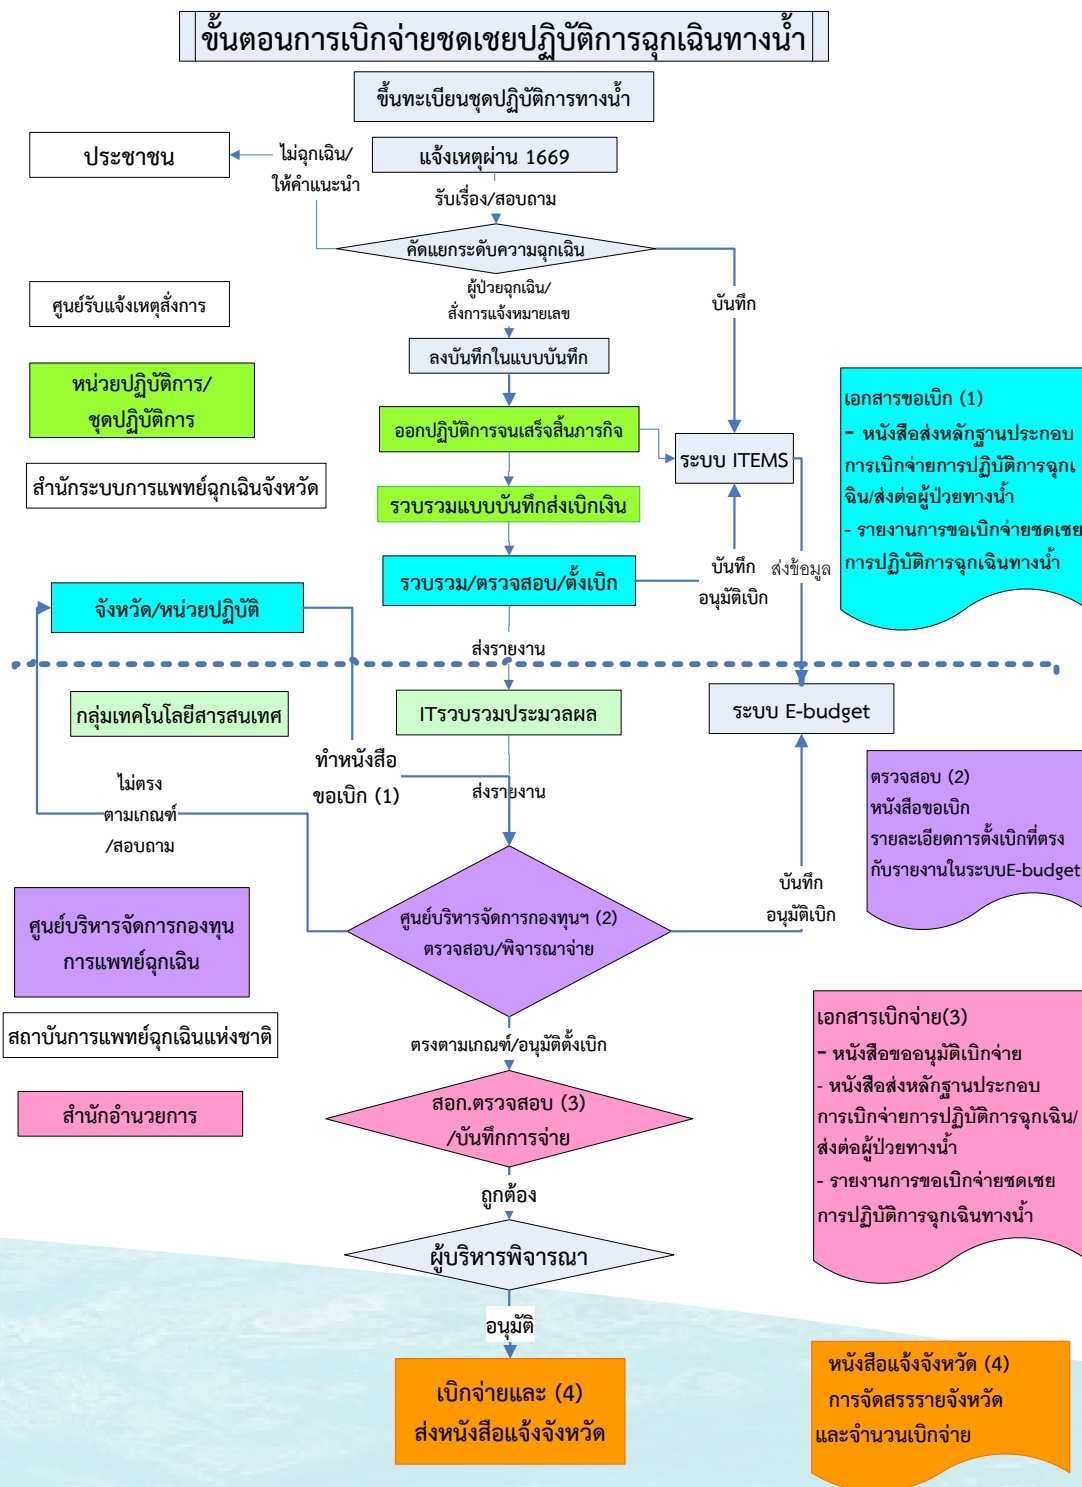 ขั้นตอนการเบิกจ่ายชดเชยปฏิบัติการฉุกเฉินทางน้ำ
ขึ้นทะเบียนชุดปฏิบัติการทางน้ำ
ประชาชน
ไม่ฉุกเฉิน/
ให้คำแนะนำ
แจ้งเหตุผ่าน 1669
รับเรื่อง/สอบถาม
คัดแยกระดับความฉุกเฉิน
ศูนย์รับแจ้งเหตุสั่งการ
ผู้ป่วยฉุกเฉิน/
สั่งการแจ้งหมายเลข
บันทึก
ลงบันทึกในแบบบันทึก
หน่วยปฏิบัติการ/
ชุดปฏิบัติการ
ออกปฏิบัติการจนเสร็จสิ้นภารกิจ
ระบบ ITEMS
สำนักระบบการแพทย์ฉุกเฉินจังหวัด
รวบรวมแบบบันทึกส่งเบิกเงิน
เอกสารขอเบิก (1)
- หนังสือส่งหลักฐานประกอบ
การเบิกจ่ายการปฏิบัติการฉุกเ
ฉิน/ส่งต่อผู้ป่วยทางน้ำ
- รายงานการขอเบิกจ่ายชดเชย
การปฏิบัติการฉุกเฉินทางน้ำ
รวบรวม/ตรวจสอบ/ตั้งเบิก
บันทึก
อนุมัติเบิก
ส่งข้อมูล
จังหวัด/หน่วยปฏิบัติ
ส่งรายงาน
กลุ่มเทคโนโลยีสารสนเทศ
ITรวบรวมประมวลผล
ระบบ E-budget
ทำหนังสือ
ขอเบิก (1)
ส่งรายงาน
ไม่ตรง
ตามเกณฑ์
/สอบถาม
ตรวจสอบ (2)
หนังสือขอเบิก
รายละเอียดการตั้งเบิกที่ตรง
กับรายงานในระบบE-budget
บันทึก
อนุมัติเบิก
ศูนย์บริหารจัดการกองทุน
การแพทย์ฉุกเฉิน
ศูนย์บริหารจัดการกองทุนฯ (2)
ตรวจสอบ/พิจารณาจ่าย
สถาบันการแพทย์ฉุกเฉินแห่งชาติ
ตรงตามเกณฑ์/อนุมัติตั้งเบิก
เอกสารเบิกจ่าย(3)
- หนังสือขออนุมัติเบิกจ่าย
- หนังสือส่งหลักฐานประกอบ
การเบิกจ่ายการปฏิบัติการฉุกเฉิน/
ส่งต่อผู้ป่วยทางน้ำ
- รายงานการขอเบิกจ่ายชดเชย
การปฏิบัติการฉุกเฉินทางน้ำ
สำนักอำนวยการ
สอก.ตรวจสอบ (3)
/บันทึกการจ่าย
ถูกต้อง
ผู้บริหารพิจารณา
อนุมัติ
เบิกจ่ายและ (4)
ส่งหนังสือแจ้งจังหวัด
หนังสือแจ้งจังหวัด (4)
การจัดสรรรายจังหวัด
และจำนวนเบิกจ่าย